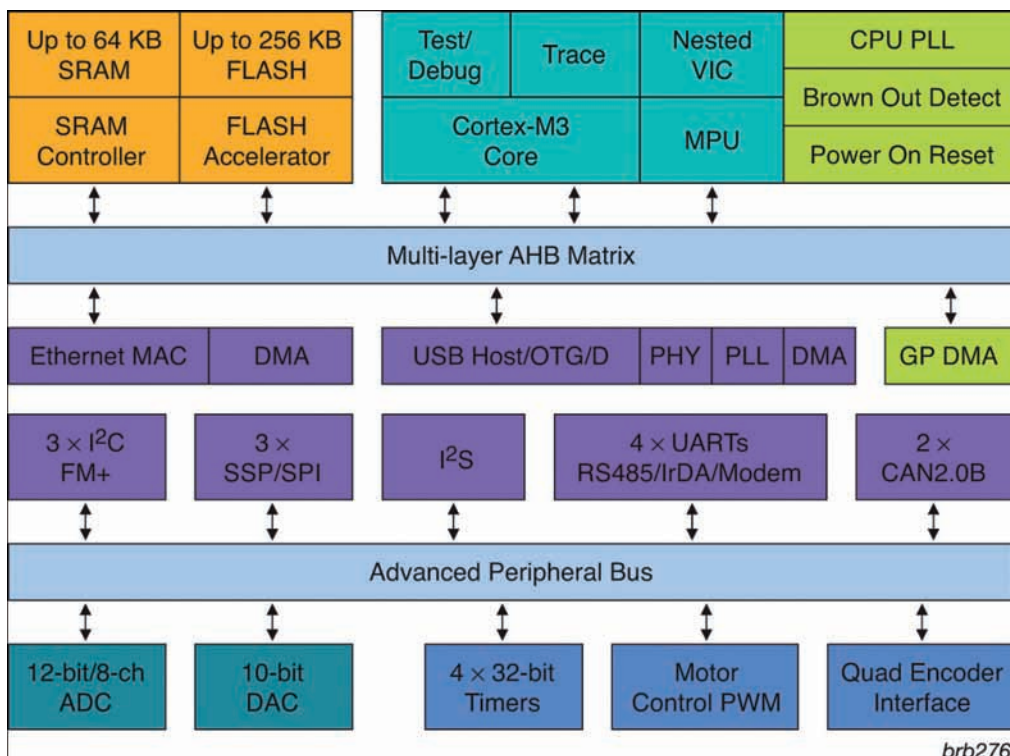 Up to 64 KB
SRAM
Up to 256 KB
FLASH
Test/
Debug
Trace
Nested
VIC
CPU PLL
Brown Out Detect
Power On Reset
SRAM
Controller
FLASH
Accelerator
Cortex-M3
Core
MPU
Multi-layer AHB Matrix
Ethernet MAC
DMA
USB Host/OTG/D
PHY
PLL
DMA
GP DMA
3 × I²C
FM+
3 ×
SSP/SPI
I²S
4 × UARTs
RS485/IrDA/Modem
2 ×
CAN2.0B
Advanced Peripheral Bus
12-bit/8-ch
ADC
10-bit
DAC
4 × 32-bit
Timers
Motor
Control PWM
Quad Encoder
Interface
brb276